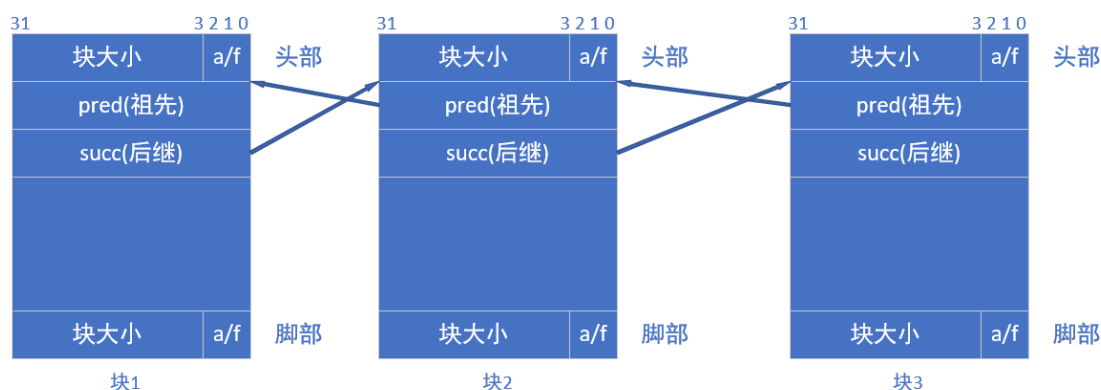 31 3 2 1 0 31 3 2 1 0 31 3 2 1 0
块大小 a/f 头部 块大小 a/f 头部 块大小 a/f 头部
pred(祖先) pred(祖先) pred(祖先)
succ(后继) succ(后继) succ(后继)
块大小 a/f 脚部 块大小 a/f 脚部 块大小 a/f 脚部
块1 块2 块3